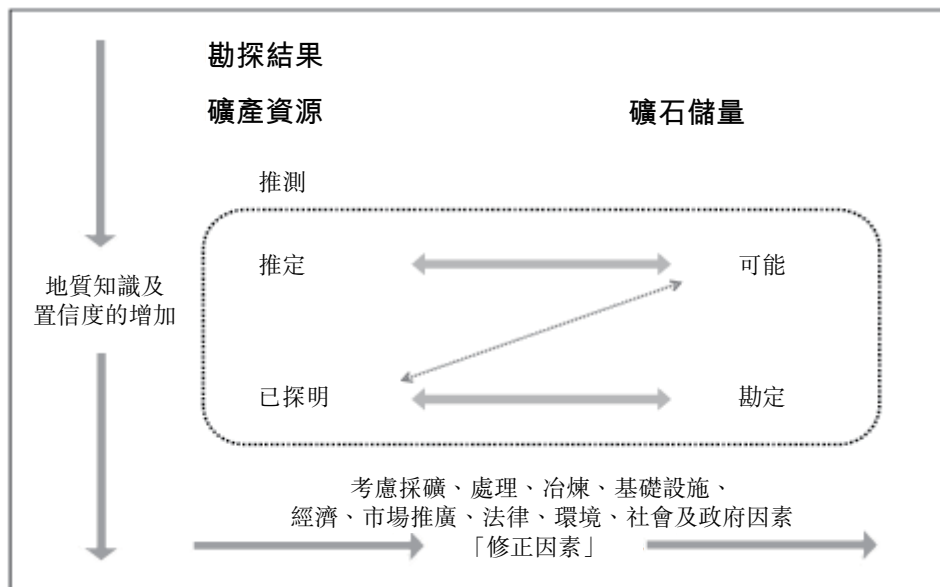 勘探結果
礦產資源
礦石儲量
推測
推定
可能
地質知識及
置信度的增加
已探明
勘定
考慮採礦、處理、冶煉、基礎設施、
經濟、市場推廣、法律、環境、社會及政府因素
「修正因素」